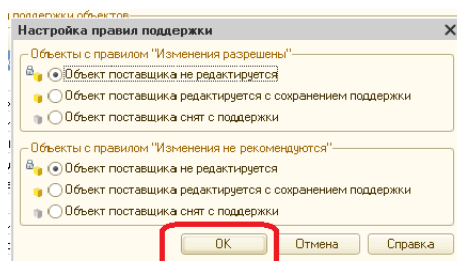 поддержки объектов
Настройка правил поддержки
Объекты с правилом "Изменения разрешены"
Объект поставщика не редактируется
Объект поставщика редактируется с сохранением поддержки
Объект поставщика снят с поддержки
Объекты с правилом "Изменения не рекомендуются"
Объект поставщика не редактируется
Объект поставщика редактируется с сохранением поддержки
Объект поставщика снят с поддержки
OK Отмена Справка